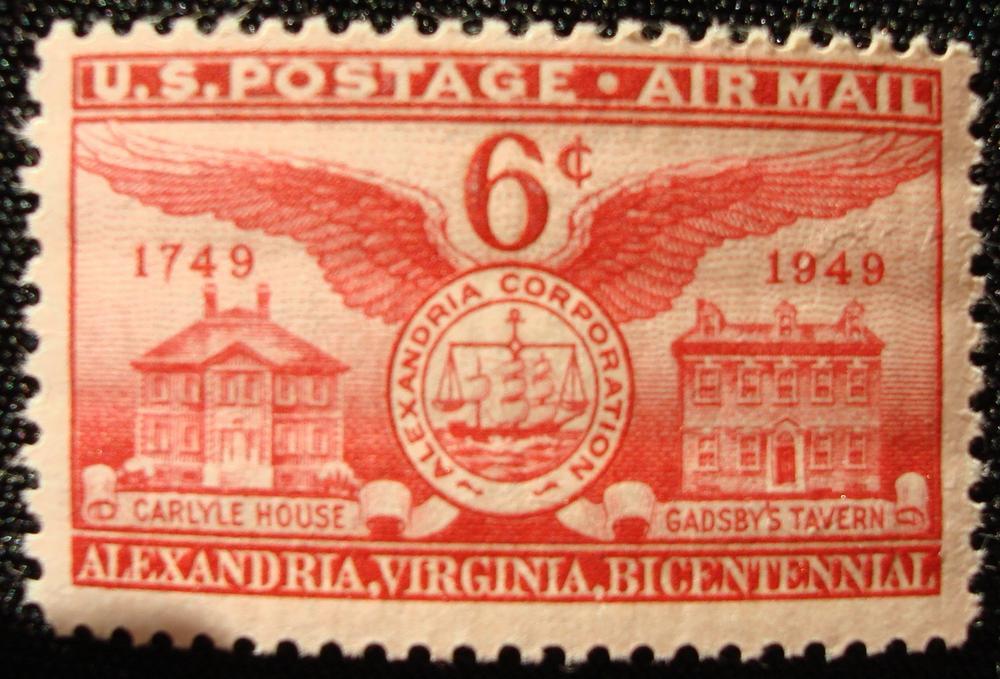 U.S. POSTAGE • AIR MAIL
6¢
1749
1949
ALEXANDRIA CORPORATION
CARLYLE HOUSE
GADSBY'S TAVERN
ALEXANDRIA, VIRGINIA, BICENTENNIAL